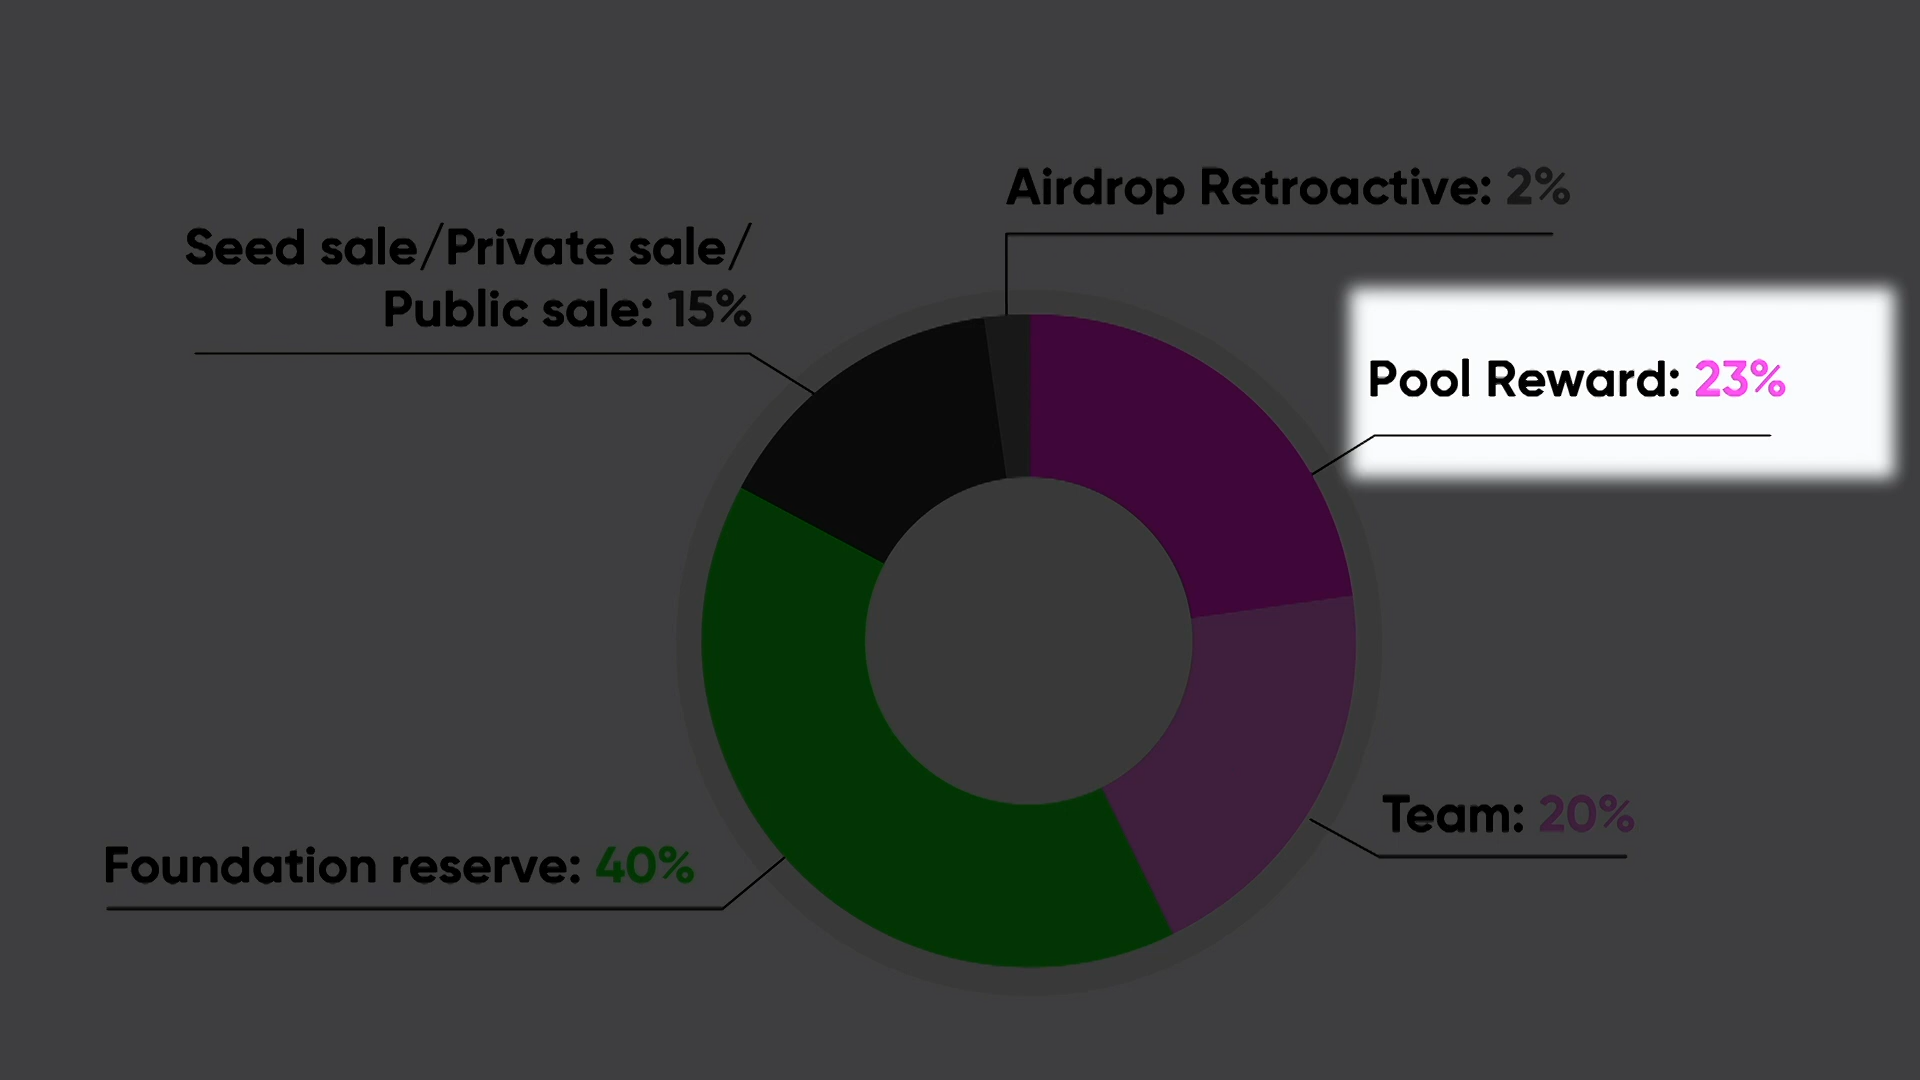 Airdrop Retroactive: 2%
Seed sale/Private sale/
Public sale: 15%
Pool Reward: 23%
Team: 20%
Foundation reserve: 40%